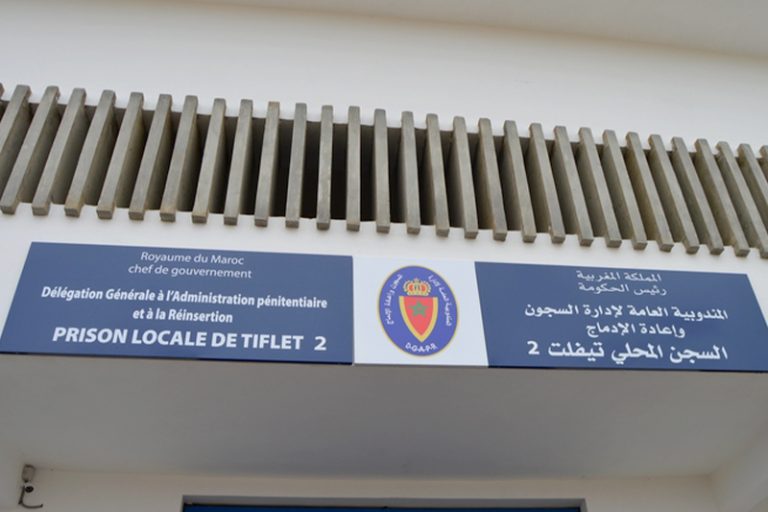 Royaume du Maroc
chef de gouvernement
Délégation Générale à l'Administration pénitentiaire
et à la Réinsertion
PRISON LOCALE DE TIFLET 2
D.G.A.P.R.
المملكة المغربية
رئيس الحكومة
المندوبية العامة لإدارة السجون
وإعادة الإدماج
السجن المحلي تيفلت 2